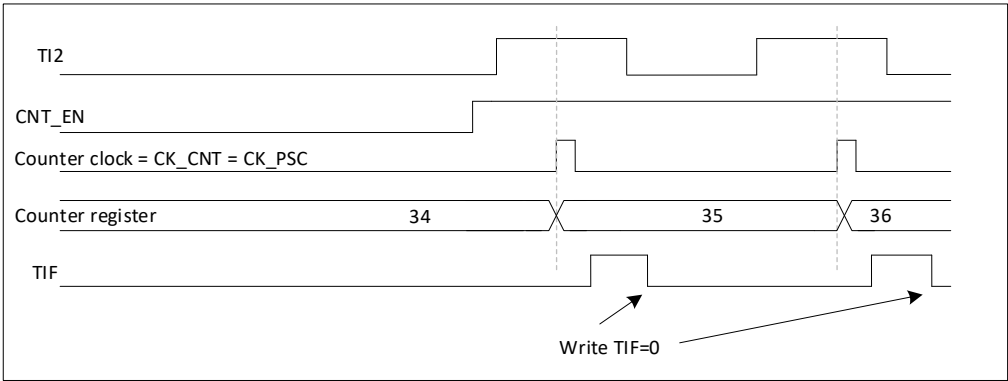 TI2
CNT_EN
Counter clock = CK_CNT = CK_PSC
Counter register 34 35 36
TIF
Write TIF=0